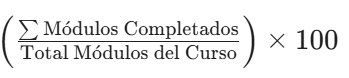 (∑ Módulos Completados / Total Módulos del Curso) × 100